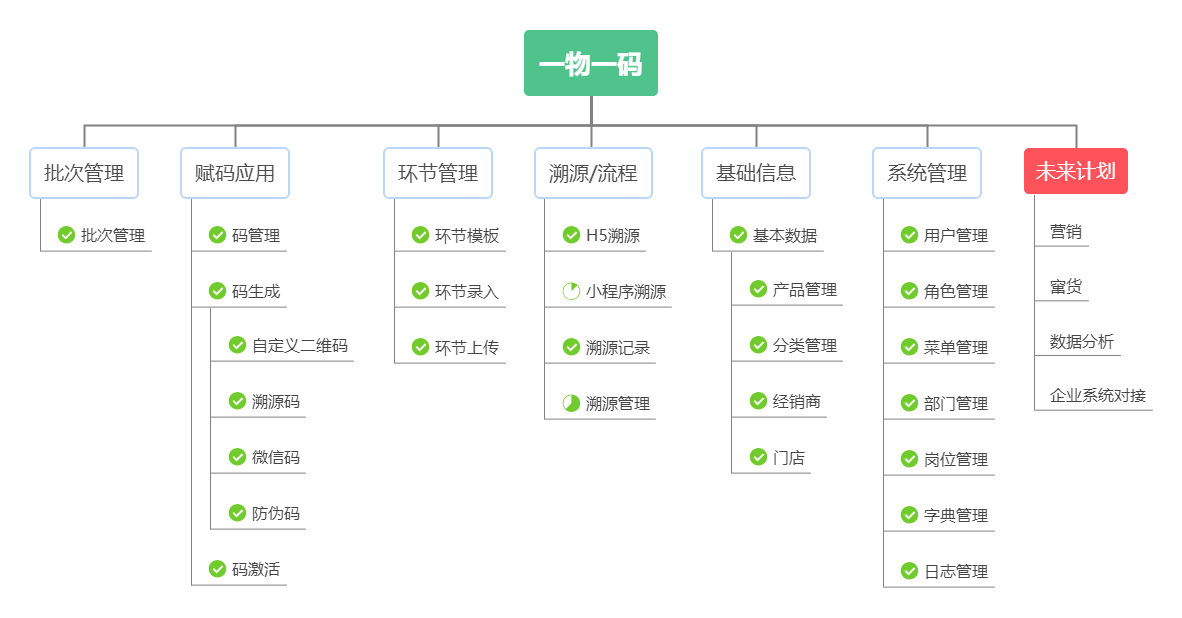 一物一码
批次管理
批次管理
赋码应用
码管理
码生成
自定义二维码
溯源码
微信码
防伪码
码激活
环节管理
环节模板
环节录入
环节上传
溯源/流程
H5溯源
小程序溯源
溯源记录
溯源管理
基础信息
基本数据
产品管理
分类管理
经销商
门店
系统管理
用户管理
角色管理
菜单管理
部门管理
岗位管理
字典管理
日志管理
未来计划
营销
窜货
数据分析
企业系统对接